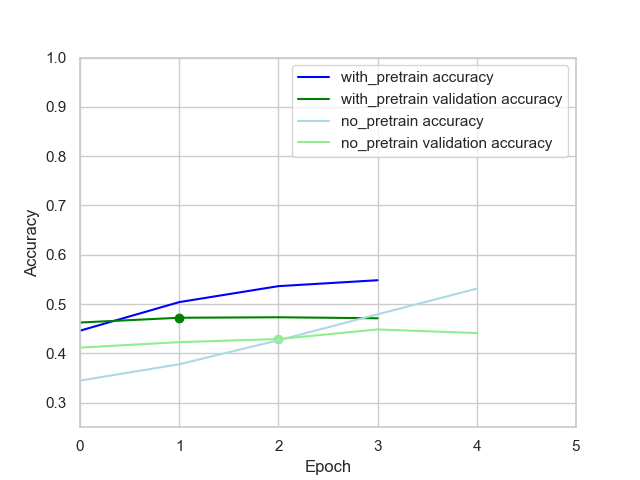 1.0
with_pretrain accuracy
with_pretrain validation accuracy
no_pretrain accuracy
no_pretrain validation accuracy
0.9
0.8
0.7
0.6
0.5
0.4
0.3
Accuracy
0 1 2 3 4 5
Epoch